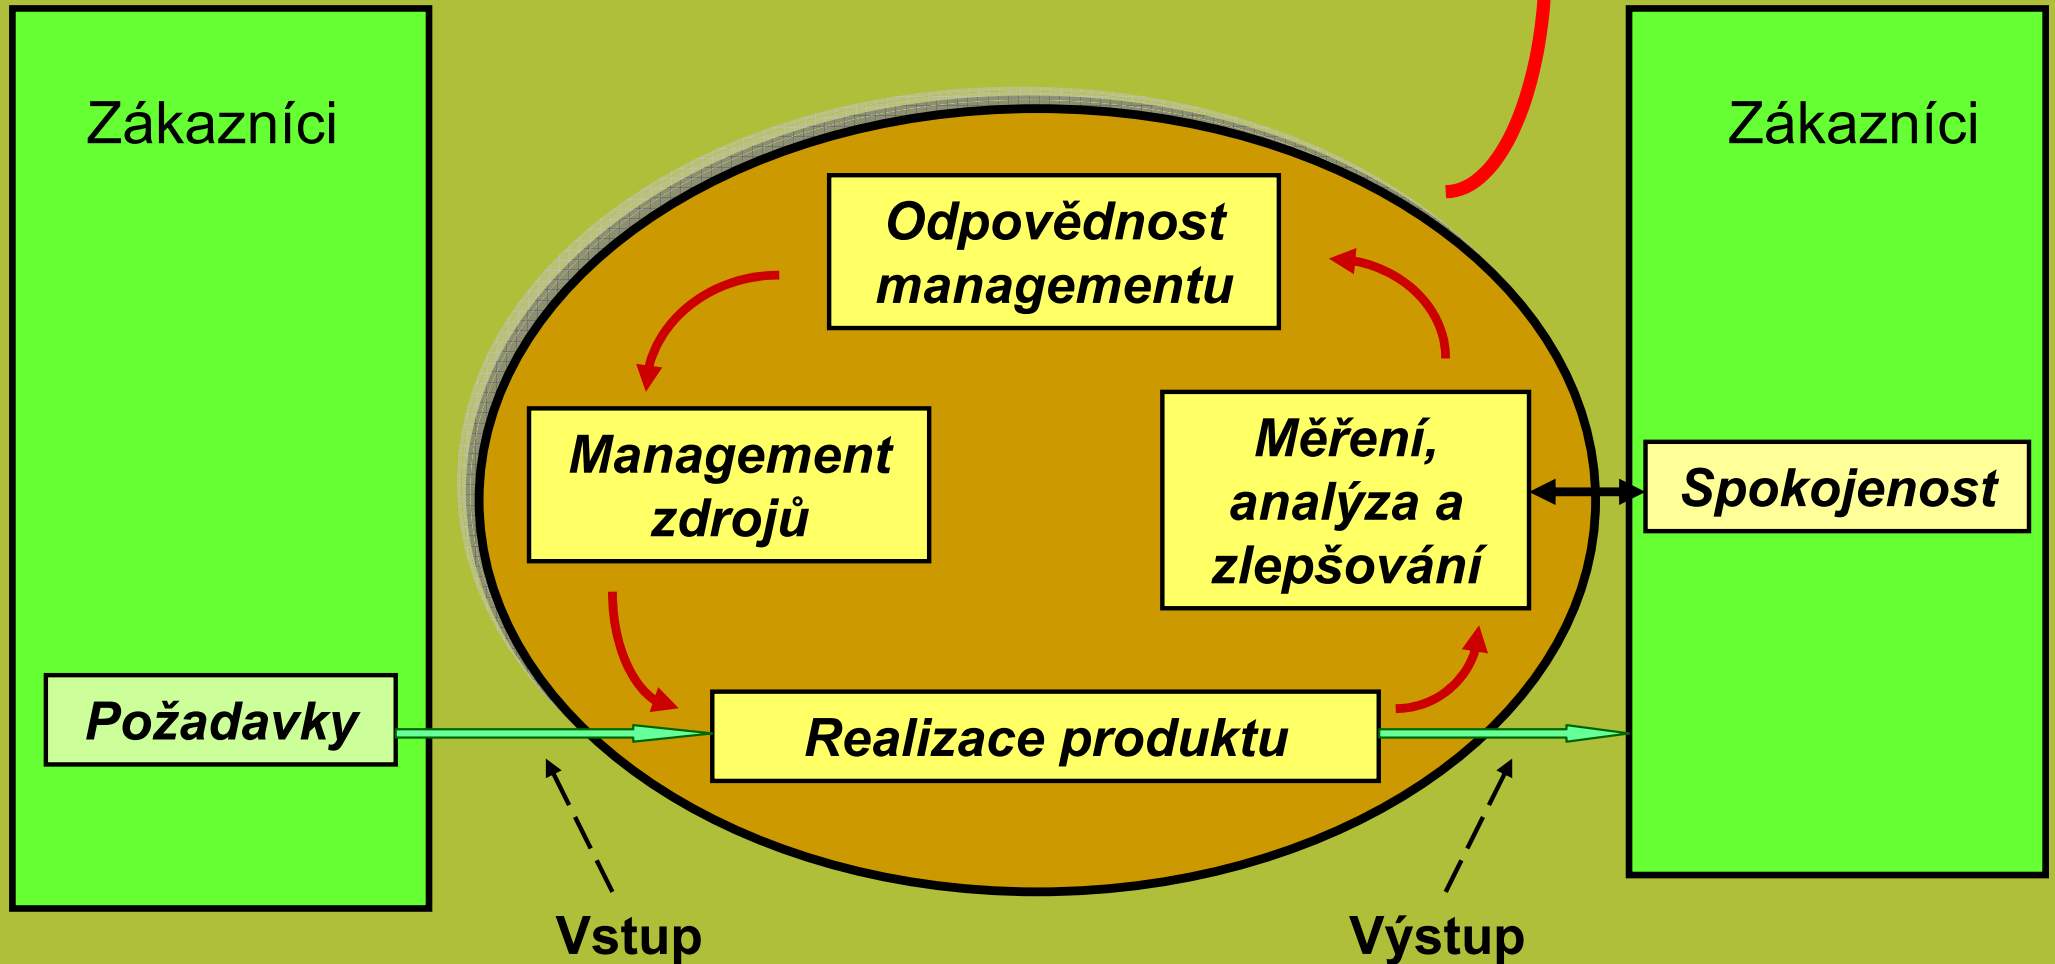 Zákazníci
Zákazníci
Odpovědnost
managementu
Management
zdrojů
Měření,
analýza a
zlepšování
Spokojenost
Požadavky
Realizace produktu
Vstup
Výstup